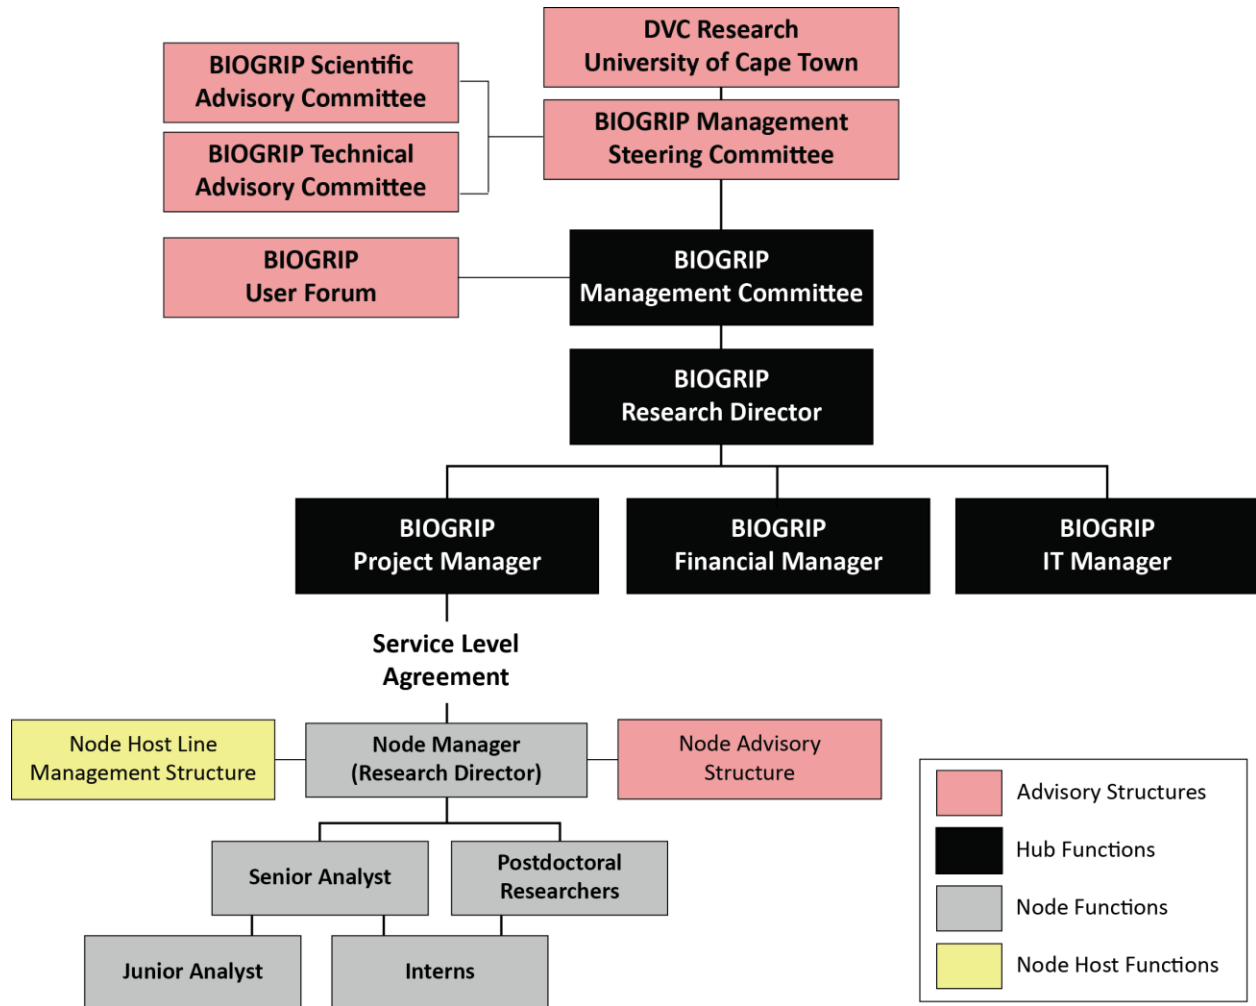 DVC Research
University of Cape Town
BIOGRIP Scientific
Advisory Committee
BIOGRIP Management
Steering Committee
BIOGRIP Technical
Advisory Committee
BIOGRIP
User Forum
BIOGRIP
Management Committee
BIOGRIP
Research Director
BIOGRIP
Project Manager
BIOGRIP
Financial Manager
BIOGRIP
IT Manager
Service Level
Agreement
Node Host Line
Management Structure
Node Manager
(Research Director)
Node Advisory
Structure
Senior Analyst
Postdoctoral
Researchers
Junior Analyst
Interns
Advisory Structures
Hub Functions
Node Functions
Node Host Functions